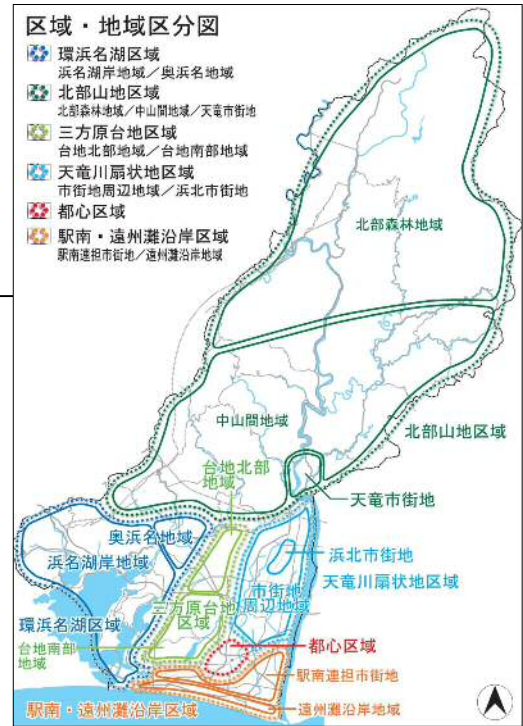 区域・地域区分図
環浜名湖区域
浜名湖岸地域／奥浜名地域
北部山地区域
北部森林地域／中山間地域／天竜市街地
三方原台地区域
台地北部地域／台地南部地域
天竜川扇状地区域
市街地周辺地域／浜北市街地
都心区域
駅南・遠州灘沿岸区域
駅南連担市街地／遠州灘沿岸地域
北部森林地域
中山間地域
北部山地区域
台地北部
地域
天竜市街地
奥浜名地域
浜名湖岸地域
浜北市街地
天竜川扇状地区域
市街地
周辺地域
三方原台地
区域
環浜名湖区域
都心区域
台地南部
地域
駅南連担市街地
遠州灘沿岸地域
駅南・遠州灘沿岸区域